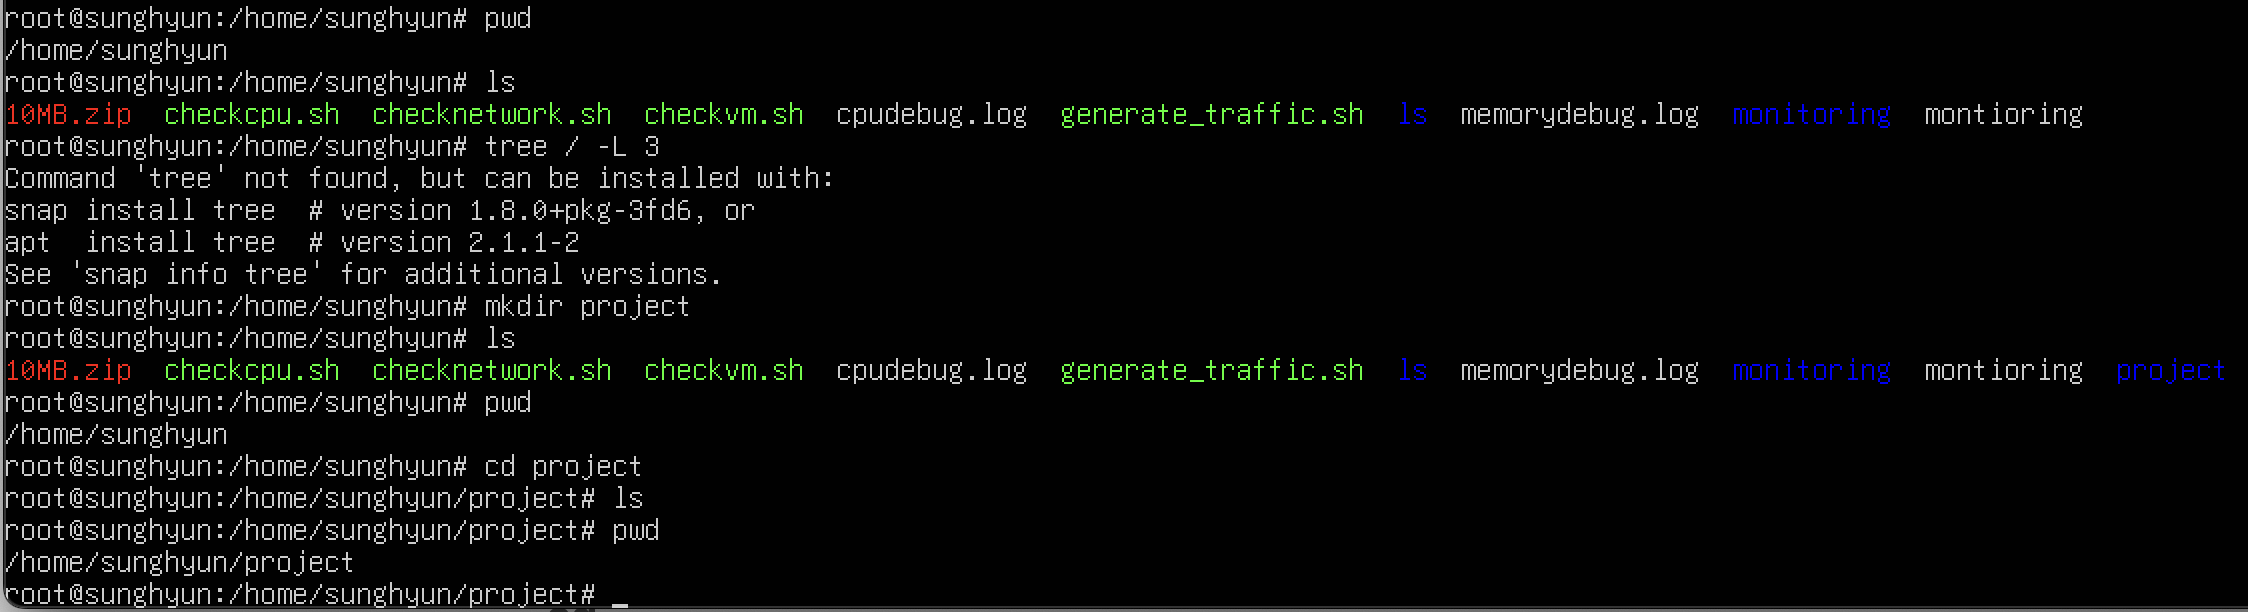 root@sunghyun:/home/sunghyun# pwd
/home/sunghyun
root@sunghyun:/home/sunghyun# ls
10MB.zip  checkcpu.sh  checknetwork.sh  checkvm.sh  cpudebug.log  generate_traffic.sh  ls  memorydebug.log  monitoring  montioring
root@sunghyun:/home/sunghyun# tree / -L 3
Command 'tree' not found, but can be installed with:
snap install tree  # version 1.8.0+pkg-3fd6, or
apt  install tree  # version 2.1.1-2
See 'snap info tree' for additional versions.
root@sunghyun:/home/sunghyun# mkdir project
root@sunghyun:/home/sunghyun# ls
10MB.zip  checkcpu.sh  checknetwork.sh  checkvm.sh  cpudebug.log  generate_traffic.sh  ls  memorydebug.log  monitoring  montioring  project
root@sunghyun:/home/sunghyun# pwd
/home/sunghyun
root@sunghyun:/home/sunghyun# cd project
root@sunghyun:/home/sunghyun/project# ls
root@sunghyun:/home/sunghyun/project# pwd
/home/sunghyun/project
root@sunghyun:/home/sunghyun/project# _